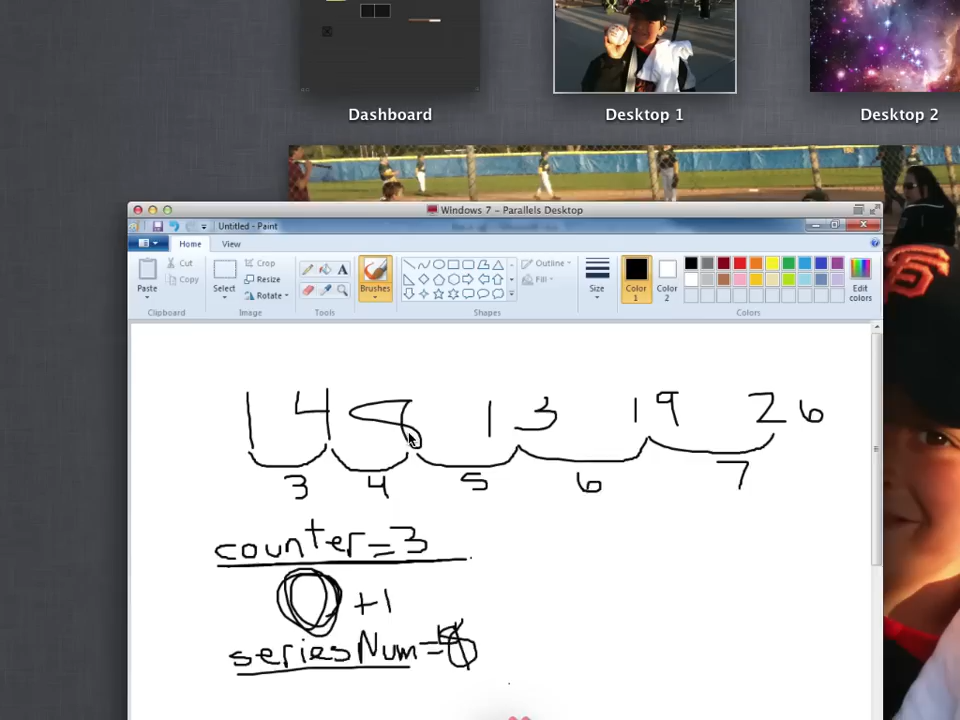 Dashboard Desktop 1 Desktop 2
Windows 7 - Parallels Desktop
Untitled - Paint
Home View
Cut Crop Outline
Copy Resize Fill
Paste Select Rotate Brushes Size Color 1 Color 2 Edit colors
Clipboard Image Tools Shapes Colors
1 4 8 13 19 26
3 4 5 6 7
counter=3
+1
seriesNum=